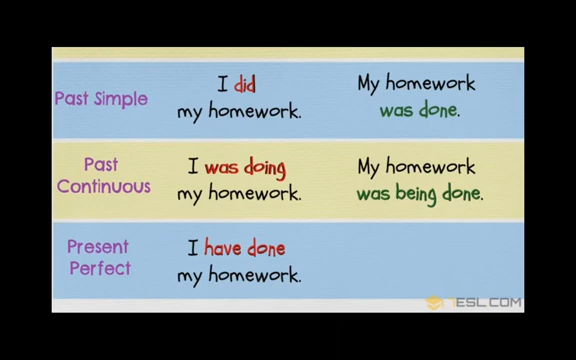 Past Simple
I did
my homework.
My homework
was done.
Past
Continuous
I was doing
my homework.
My homework
was being done.
Present
Perfect
I have done
my homework.
7ESL.COM